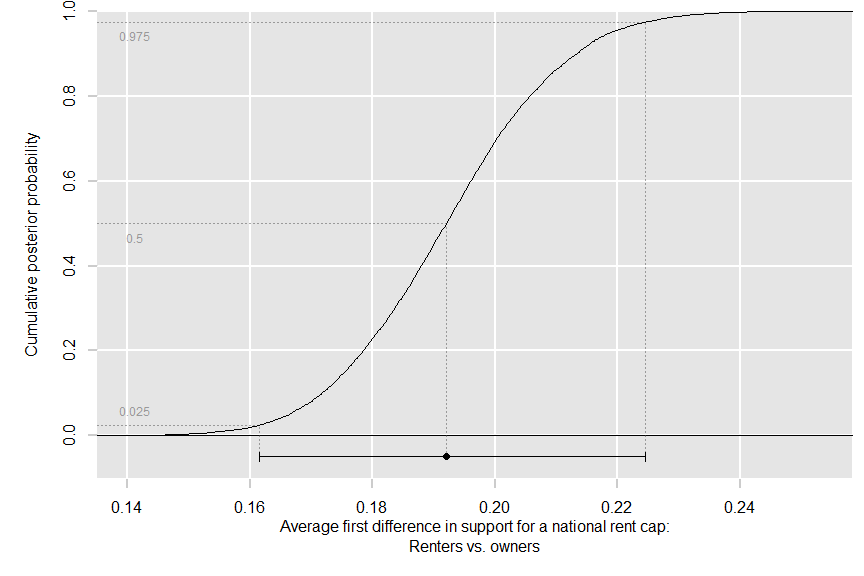 1.0
0.975
0.8
0.6
0.5
0.4
0.2
0.025
0.0
Cumulative posterior probability
0.14 0.16 0.18 0.20 0.22 0.24
Average first difference in support for a national rent cap:
Renters vs. owners